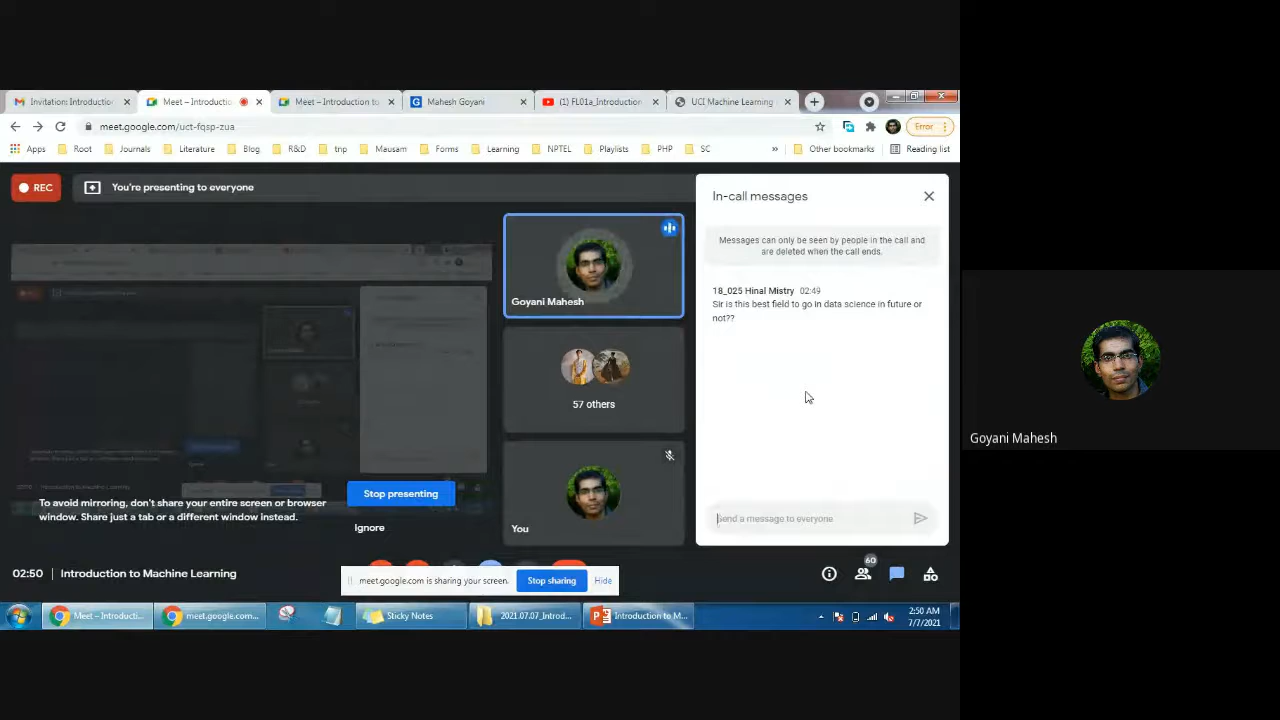 Invitation: Introductio
Meet – Introductio
Meet – Introduction to
Mahesh Goyani
(1) FL01a_Introduction
UCI Machine Learning
meet.google.com/uct-fqsp-zua
Error
Apps
Root
Journals
Literature
Blog
R&D
tnp
Mausam
Forms
Learning
NPTEL
Playlists
PHP
SC
»
Other bookmarks
Reading list
REC
You're presenting to everyone
In-call messages
Messages can only be seen by people in the call and
are deleted when the call ends.
18_025 Hinal Mistry 02:49
Sir is this best field to go in data science in future or
not??
Goyani Mahesh
57 others
You
To avoid mirroring, don't share your entire screen or browser
window. Share just a tab or a different window instead.
Stop presenting
Ignore
Send a message to everyone
Goyani Mahesh
02:50 | Introduction to Machine Learning
meet.google.com is sharing your screen.
Stop sharing
Hide
60
Meet – Introducti...
meet.google.com...
Sticky Notes
2021.07.07_Introd...
Introduction to M...
2:50 AM
7/7/2021